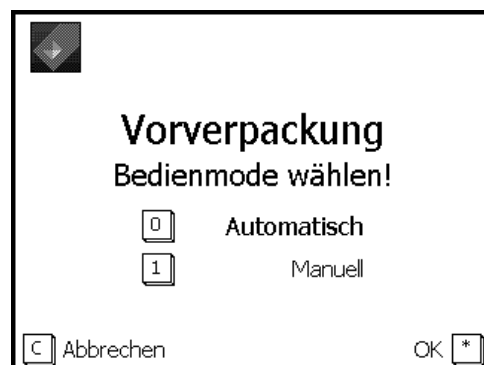 Vorverpackung
Bedienmode wählen!
0 Automatisch
1 Manuell
C Abbrechen OK *